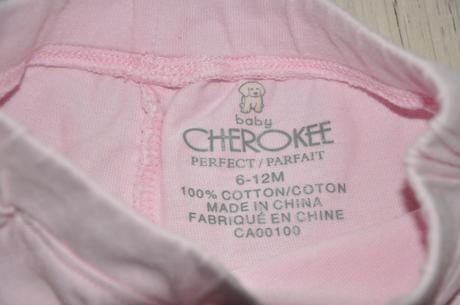 baby
CHEROKEE
PERFECT/PARFAIT
6-12M
100% COTTON/COTON
MADE IN CHINA
FABRIQUÉ EN CHINE
CA00100